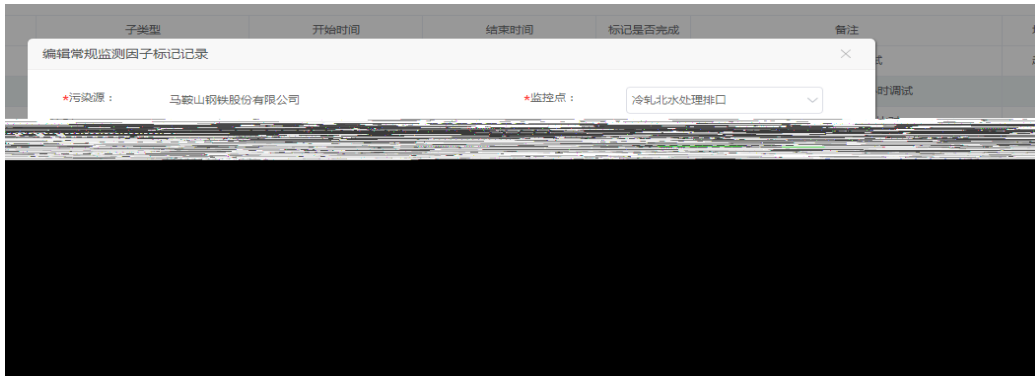 子类型 开始时间 结束时间 标记是否完成 备注
编辑常规监测因子标记记录
*污染源： 马鞍山钢铁股份有限公司 *监控点： 冷轧北水处理排口
时调试